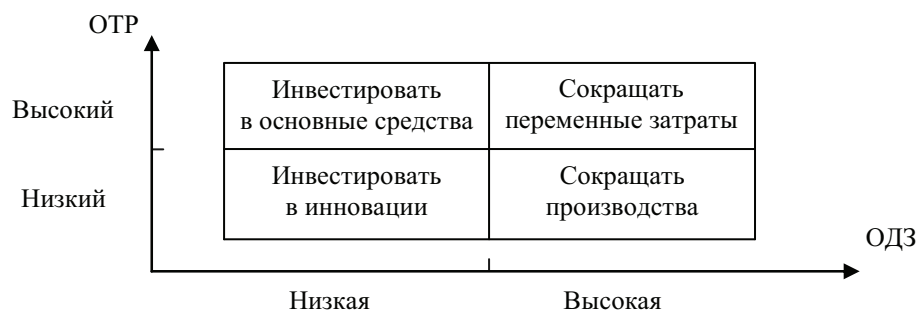 ОТР
Высокий
Инвестировать
в основные средства
Сокращать
переменные затраты
Низкий
Инвестировать
в инновации
Сокращать
производства
ОДЗ
Низкая
Высокая